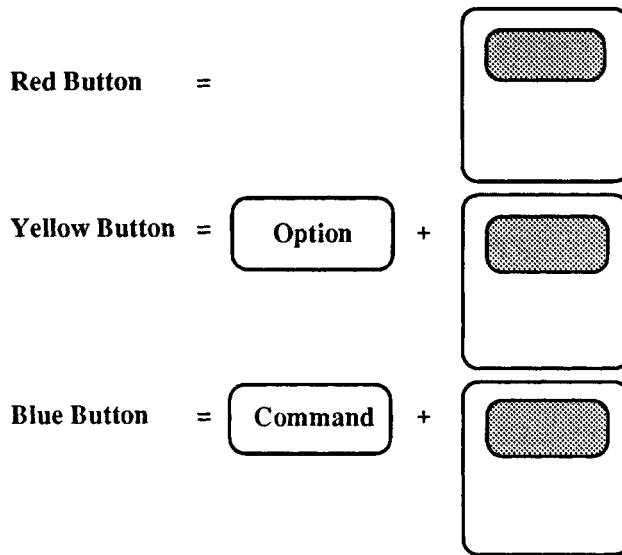 Red Button =
Yellow Button = Option +
Blue Button = Command +